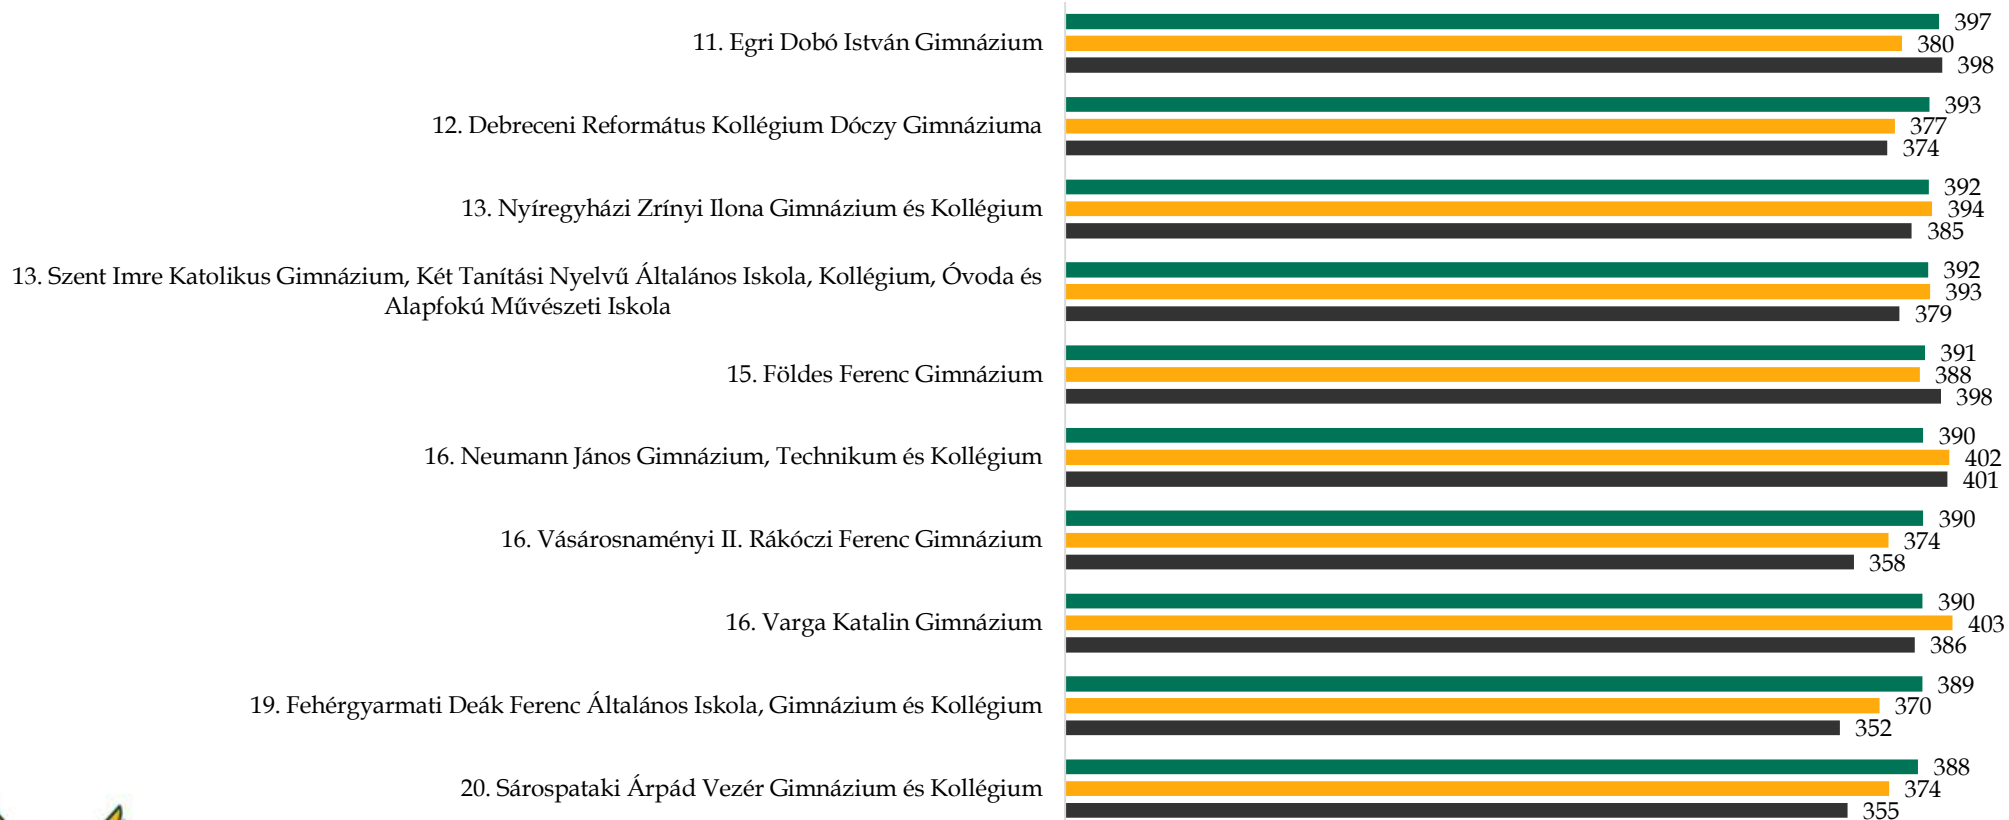 397
11. Egri Dobó István Gimnázium
380
398
393
12. Debreceni Református Kollégium Dóczy Gimnáziuma
377
374
392
13. Nyíregyházi Zrínyi Ilona Gimnázium és Kollégium
394
385
13. Szent Imre Katolikus Gimnázium, Két Tanítási Nyelvű Általános Iskola, Kollégium, Óvoda és
Alapfokú Művészeti Iskola
392
393
379
391
15. Földes Ferenc Gimnázium
388
398
390
16. Neumann János Gimnázium, Technikum és Kollégium
402
401
390
16. Vásárosnaményi II. Rákóczi Ferenc Gimnázium
374
358
390
16. Varga Katalin Gimnázium
403
386
389
19. Fehérgyarmati Deák Ferenc Általános Iskola, Gimnázium és Kollégium
370
352
388
20. Sárospataki Árpád Vezér Gimnázium és Kollégium
374
355